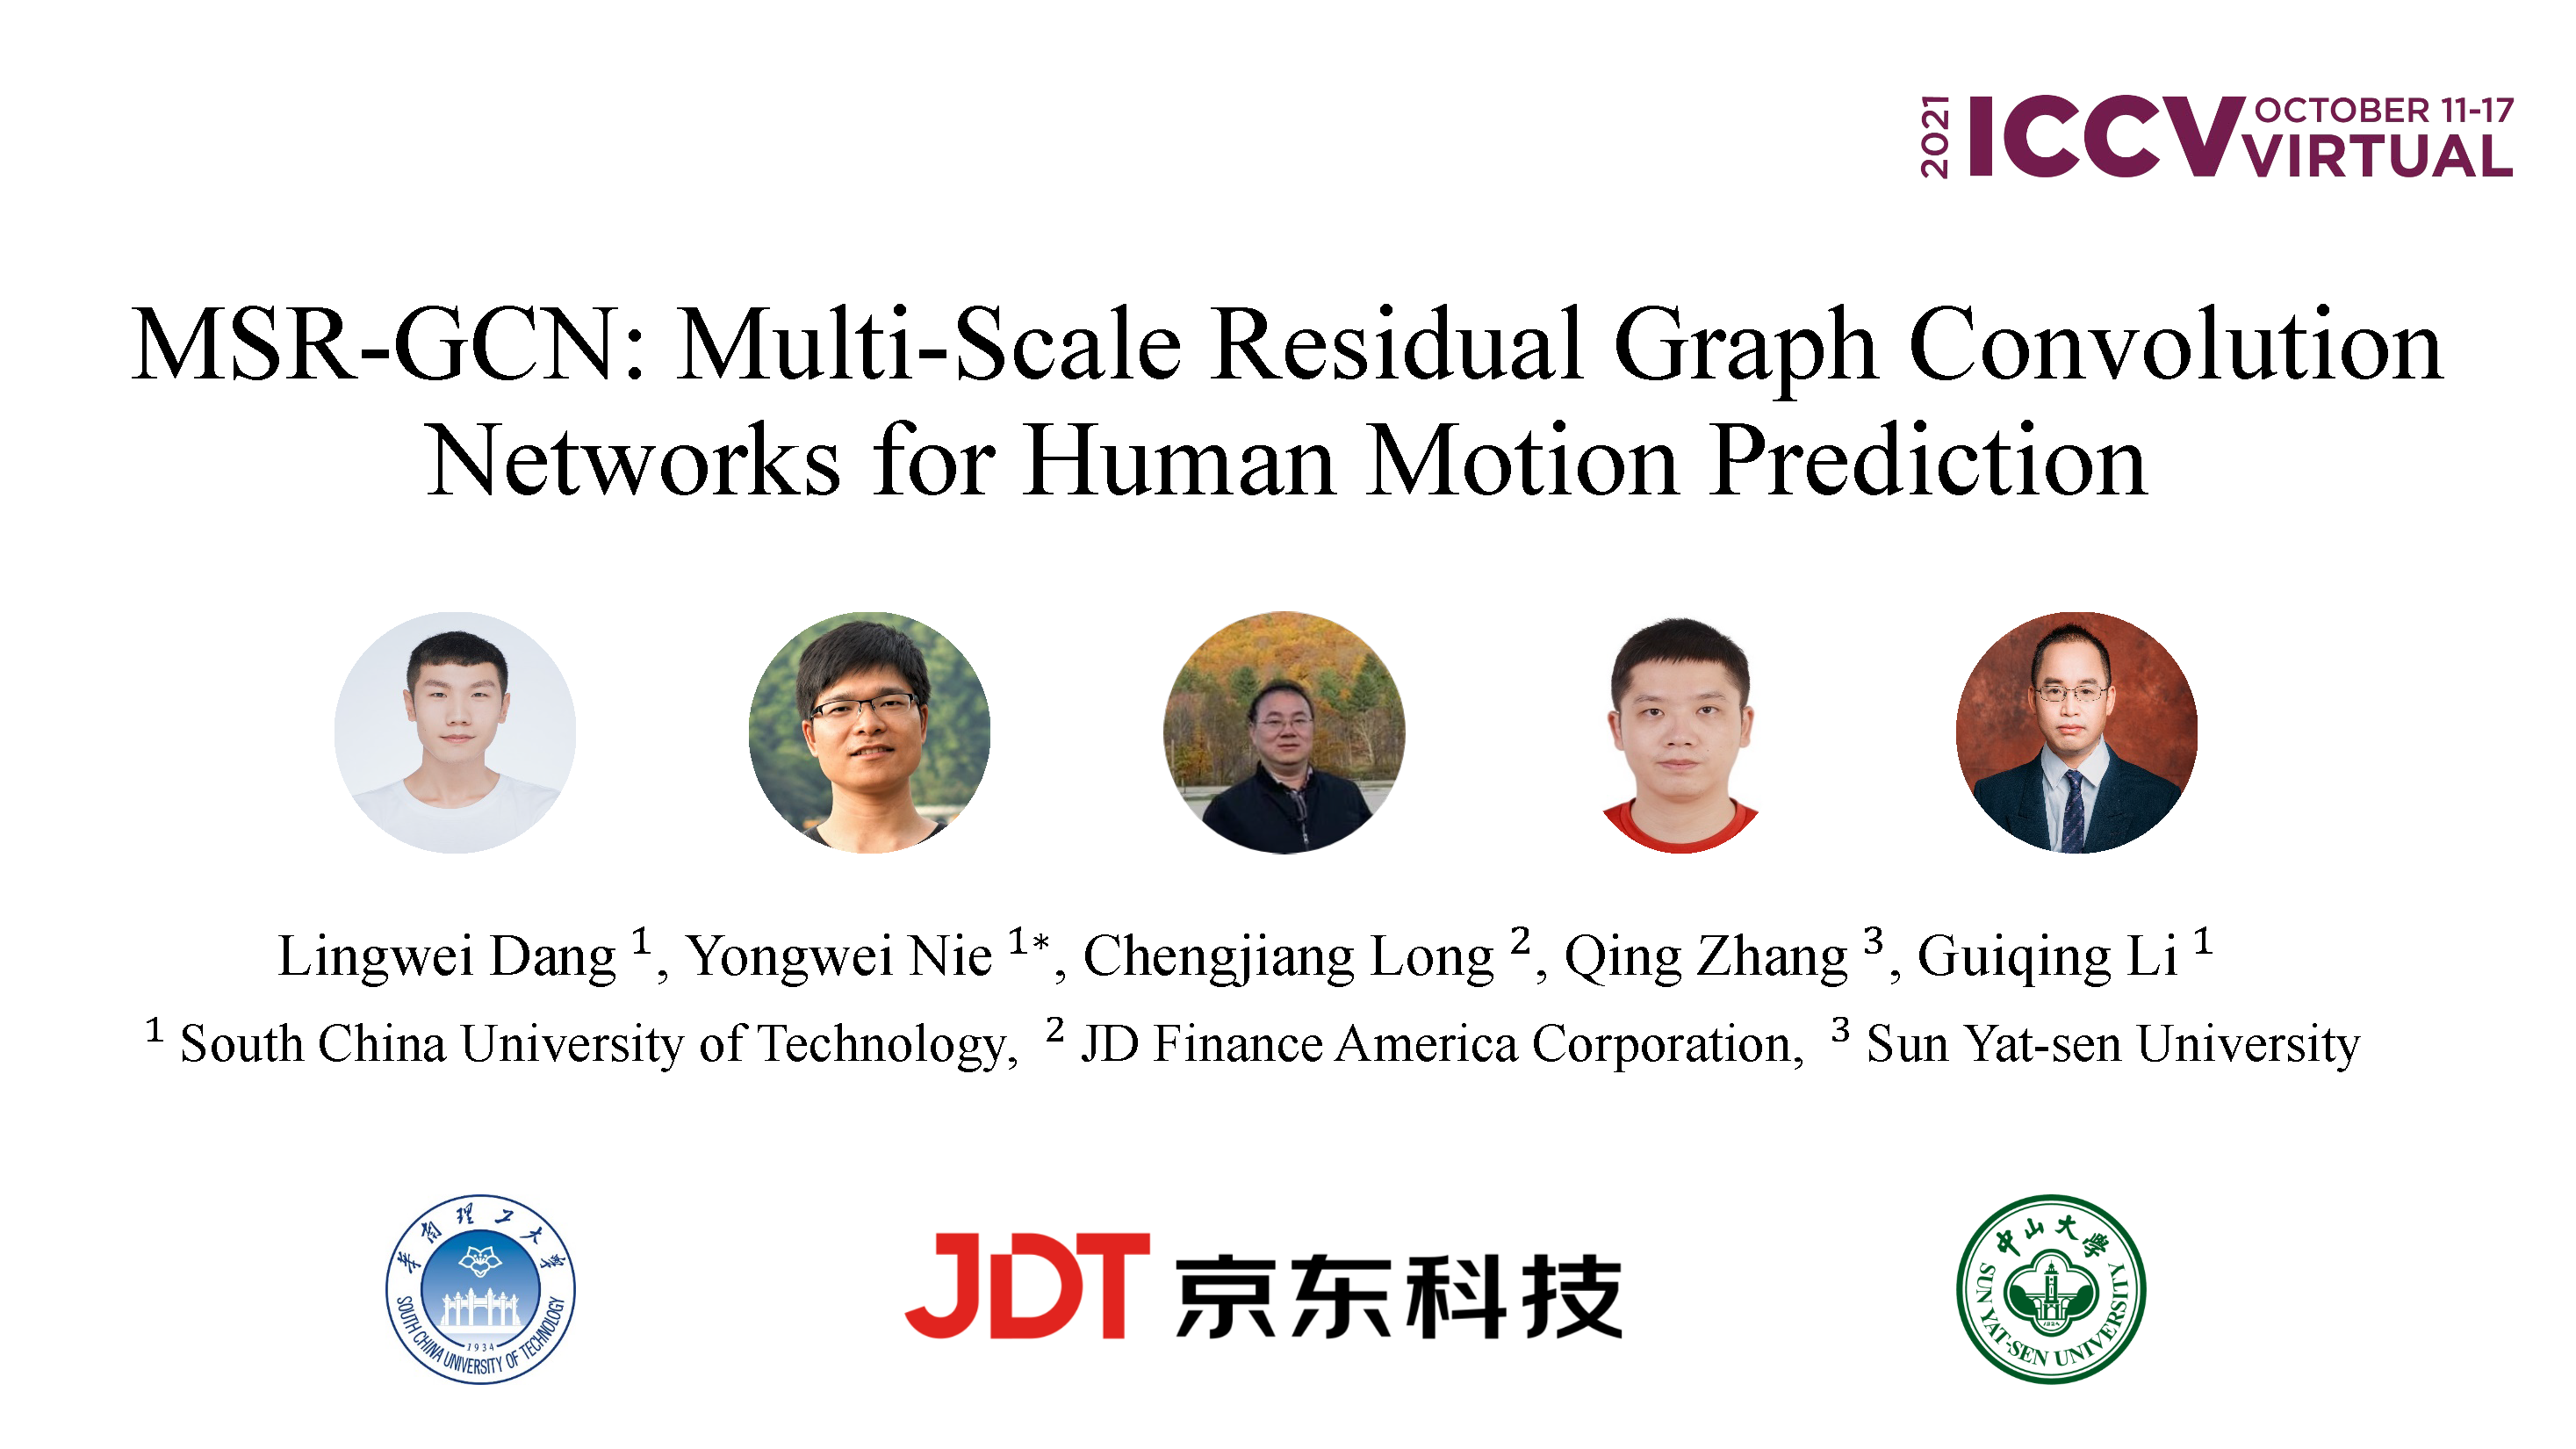 2021 ICCV OCTOBER 11-17
VIRTUAL
MSR-GCN: Multi-Scale Residual Graph Convolution
Networks for Human Motion Prediction
Lingwei Dang ¹, Yongwei Nie ¹*, Chengjiang Long ², Qing Zhang ³, Guiqing Li ¹
¹ South China University of Technology, ² JD Finance America Corporation, ³ Sun Yat-sen University
华南理工大学
SOUTH CHINA UNIVERSITY OF TECHNOLOGY
1934
JDT 京东科技
中山大學
SUN YAT-SEN UNIVERSITY
1924